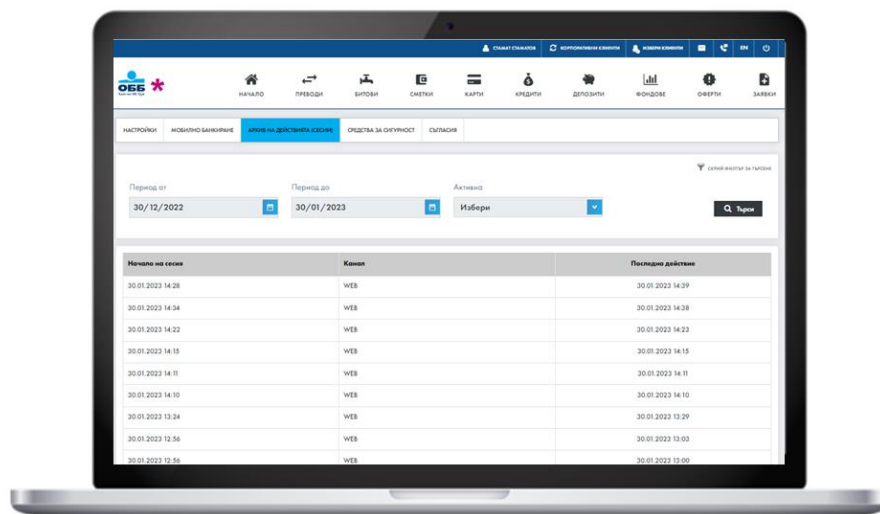 СТАМАТ СТАМАТОВ КОРПОРАТИВНИ КЛИЕНТИ ИЗБЕРИ КЛИЕНТИ EN
ОББ
НАЧАЛО ПРЕВОДИ БИТОВИ СМЕТКИ КАРТИ КРЕДИТИ ДЕПОЗИТИ ФОНДОВЕ ОФЕРТИ ЗАЯВКИ
НАСТРОЙКИ МОБИЛНО БАНКИРАНЕ АРХИВ НА ДЕЙСТВИЯТА (СЕСИИ) СРЕДСТВА ЗА СИГУРНОСТ СЪГЛАСИЯ
СКРИЙ ФИЛТЪР ЗА ТЪРСЕНЕ
Период от Период до Активна
30/12/2022 30/01/2023 Избери Търси
Начало на сесия Канал Последно действие
30.01.2023 14:28 WEB 30.01.2023 14:39
30.01.2023 14:34 WEB 30.01.2023 14:38
30.01.2023 14:22 WEB 30.01.2023 14:23
30.01.2023 14:15 WEB 30.01.2023 14:15
30.01.2023 14:11 WEB 30.01.2023 14:11
30.01.2023 14:10 WEB 30.01.2023 14:10
30.01.2023 13:24 WEB 30.01.2023 13:29
30.01.2023 12:56 WEB 30.01.2023 13:03
30.01.2023 12:56 WEB 30.01.2023 13:00